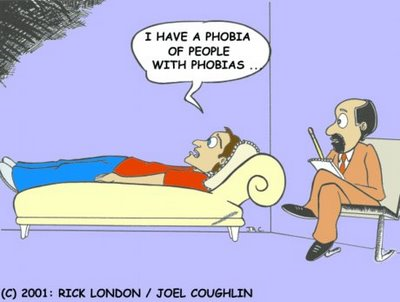 I HAVE A PHOBIA
OF PEOPLE
WITH PHOBIAS ...
J.R.C.
(C) 2001: RICK LONDON / JOEL COUGHLIN